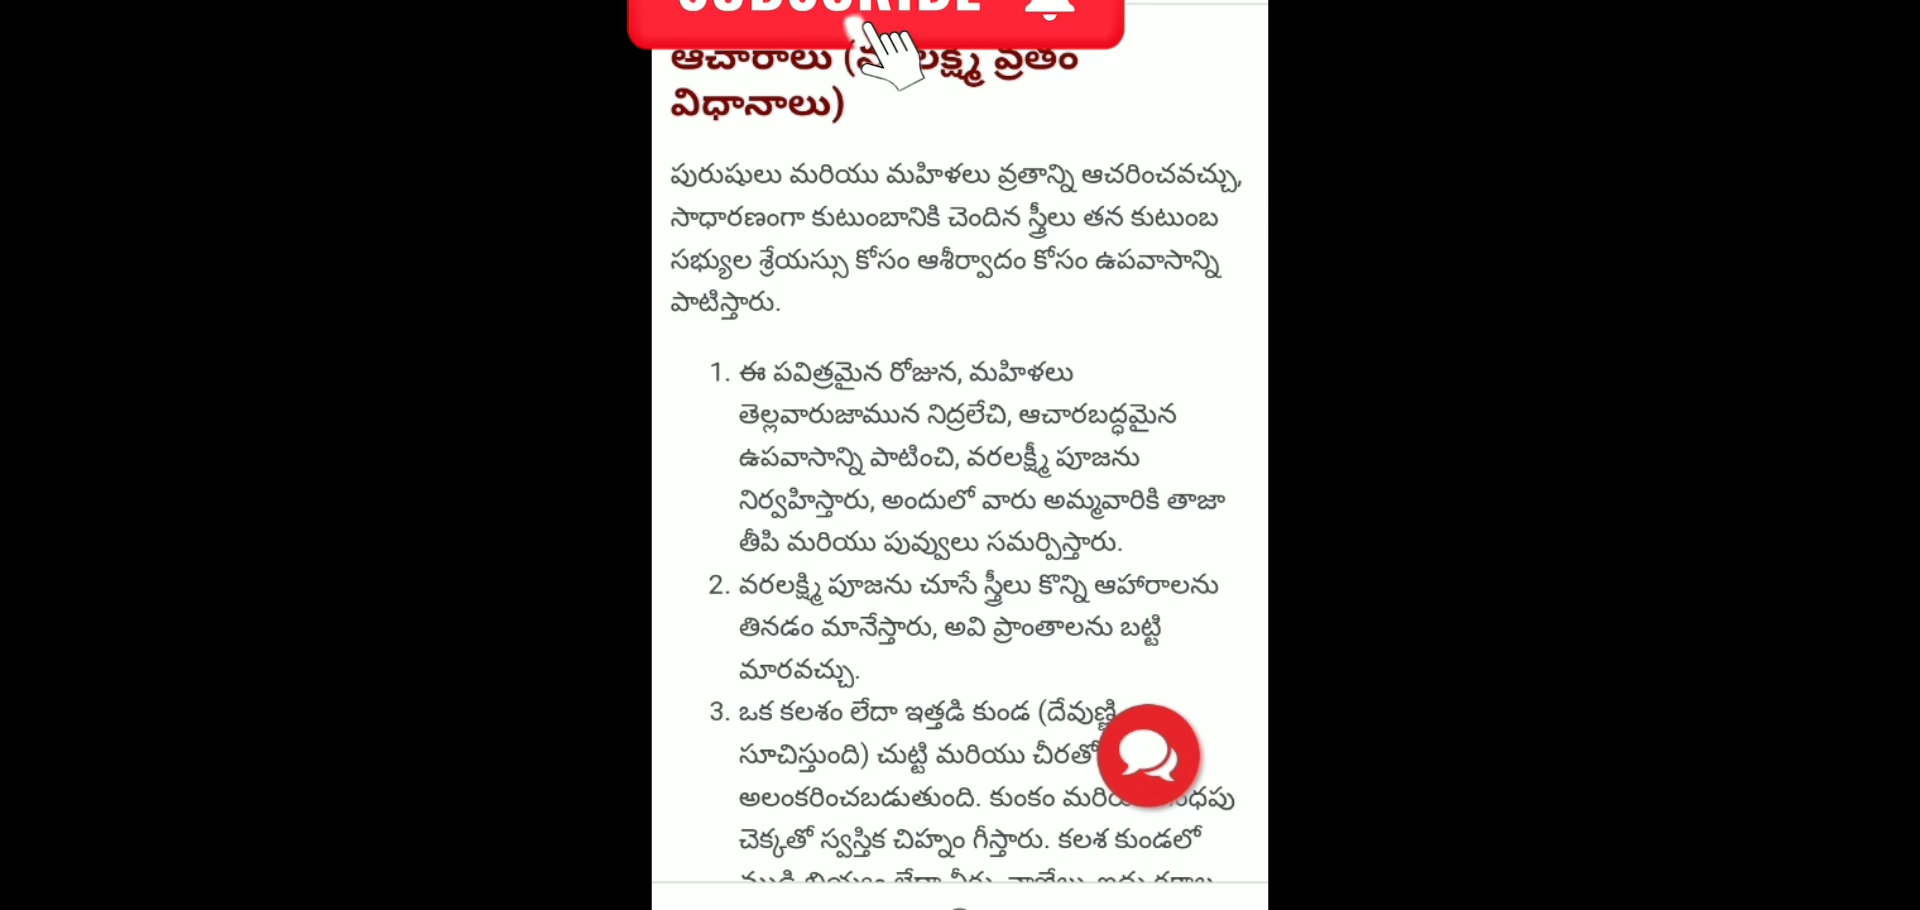 SUBSCRIBE
ఆచారాలు వ్రతం
విధానాలు)
పురుషులు మరియు మహిళలు వ్రతాన్ని ఆచరించవచ్చు,
సాధారణంగా కుటుంబానికి చెందిన స్త్రీలు తన కుటుంబ
సభ్యుల శ్రేయస్సు కోసం ఆశీర్వాదం కోసం ఉపవాసాన్ని
పాటిస్తారు.
1. ఈ పవిత్రమైన రోజున, మహిళలు
తెల్లవారుజామున నిద్రలేచి, ఆచారబద్ధమైన
ఉపవాసాన్ని పాటించి, వరలక్ష్మీ పూజను
నిర్వహిస్తారు, అందులో వారు అమ్మవారికి తాజా
తీపి మరియు పువ్వులు సమర్పిస్తారు.
2. వరలక్ష్మి పూజను చూసే స్త్రీలు కొన్ని ఆహారాలను
తినడం మానేస్తారు, అవి ప్రాంతాలను బట్టి
మారవచ్చు.
3. ఒక కలశం లేదా ఇత్తడి కుండ (దేవుణ్ణి
సూచిస్తుంది) చుట్టి మరియు చీరతో
అలంకరించబడుతుంది. కుంకం
చెక్కతో స్వస్తిక చిహ్నం గీస్తారు. కలశ కుండలో